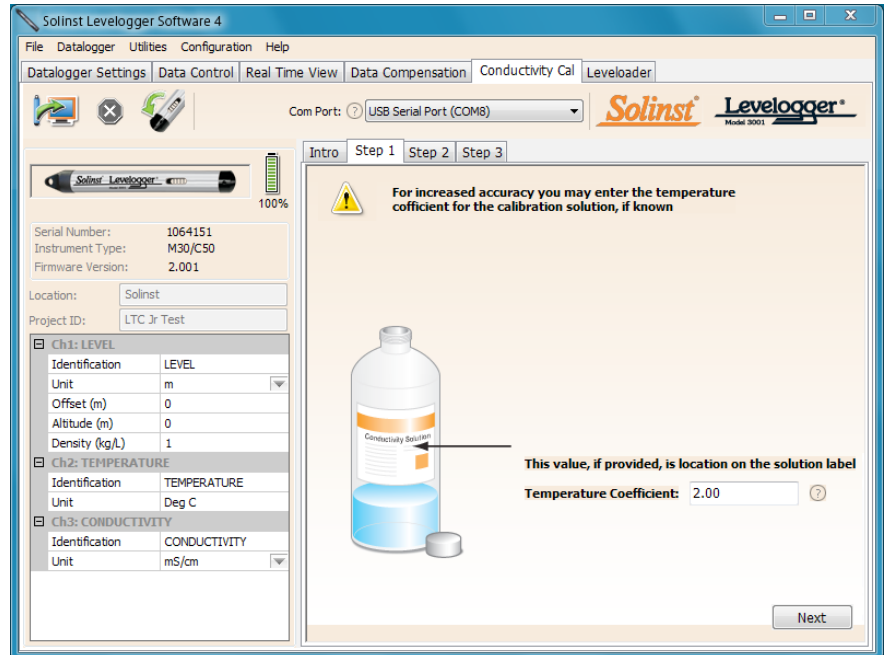 Solinst Levelogger Software 4
File Datalogger Utilities Configuration Help
Datalogger Settings Data Control Real Time View Data Compensation Conductivity Cal Leveloader
Com Port: ? USB Serial Port (COM8)
Solinst Levelogger
Model 3001
Intro Step 1 Step 2 Step 3
Solinst Levelogger
100%
For increased accuracy you may enter the temperature
cofficient for the calibration solution, if known
Serial Number: 1064151
Instrument Type: M30/C50
Firmware Version: 2.001
Location: Solinst
Project ID: LTC Jr Test
Ch1: LEVEL
Identification LEVEL
Unit m
Offset (m) 0
Altitude (m) 0
Density (kg/L) 1
Ch2: TEMPERATURE
Identification TEMPERATURE
Unit Deg C
Ch3: CONDUCTIVITY
Identification CONDUCTIVITY
Unit mS/cm
Conductivity Solution
This value, if provided, is location on the solution label
Temperature Coefficient: 2.00 ?
Next